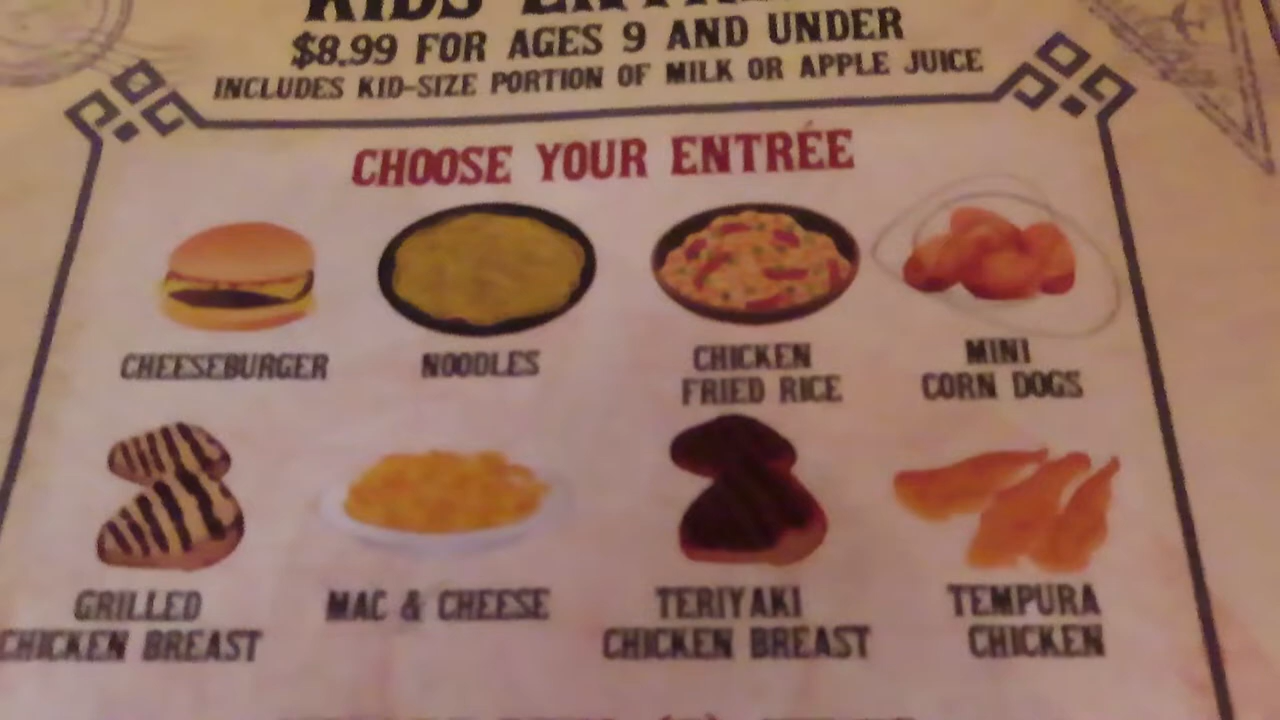 KIDS
$8.99 FOR AGES 9 AND UNDER
INCLUDES KID-SIZE PORTION OF MILK OR APPLE JUICE
CHOOSE YOUR ENTRÉE
CHEESEBURGER
NOODLES
CHICKEN
FRIED RICE
MINI
CORN DOGS
GRILLED
CHICKEN BREAST
MAC & CHEESE
TERIYAKI
CHICKEN BREAST
TEMPURA
CHICKEN